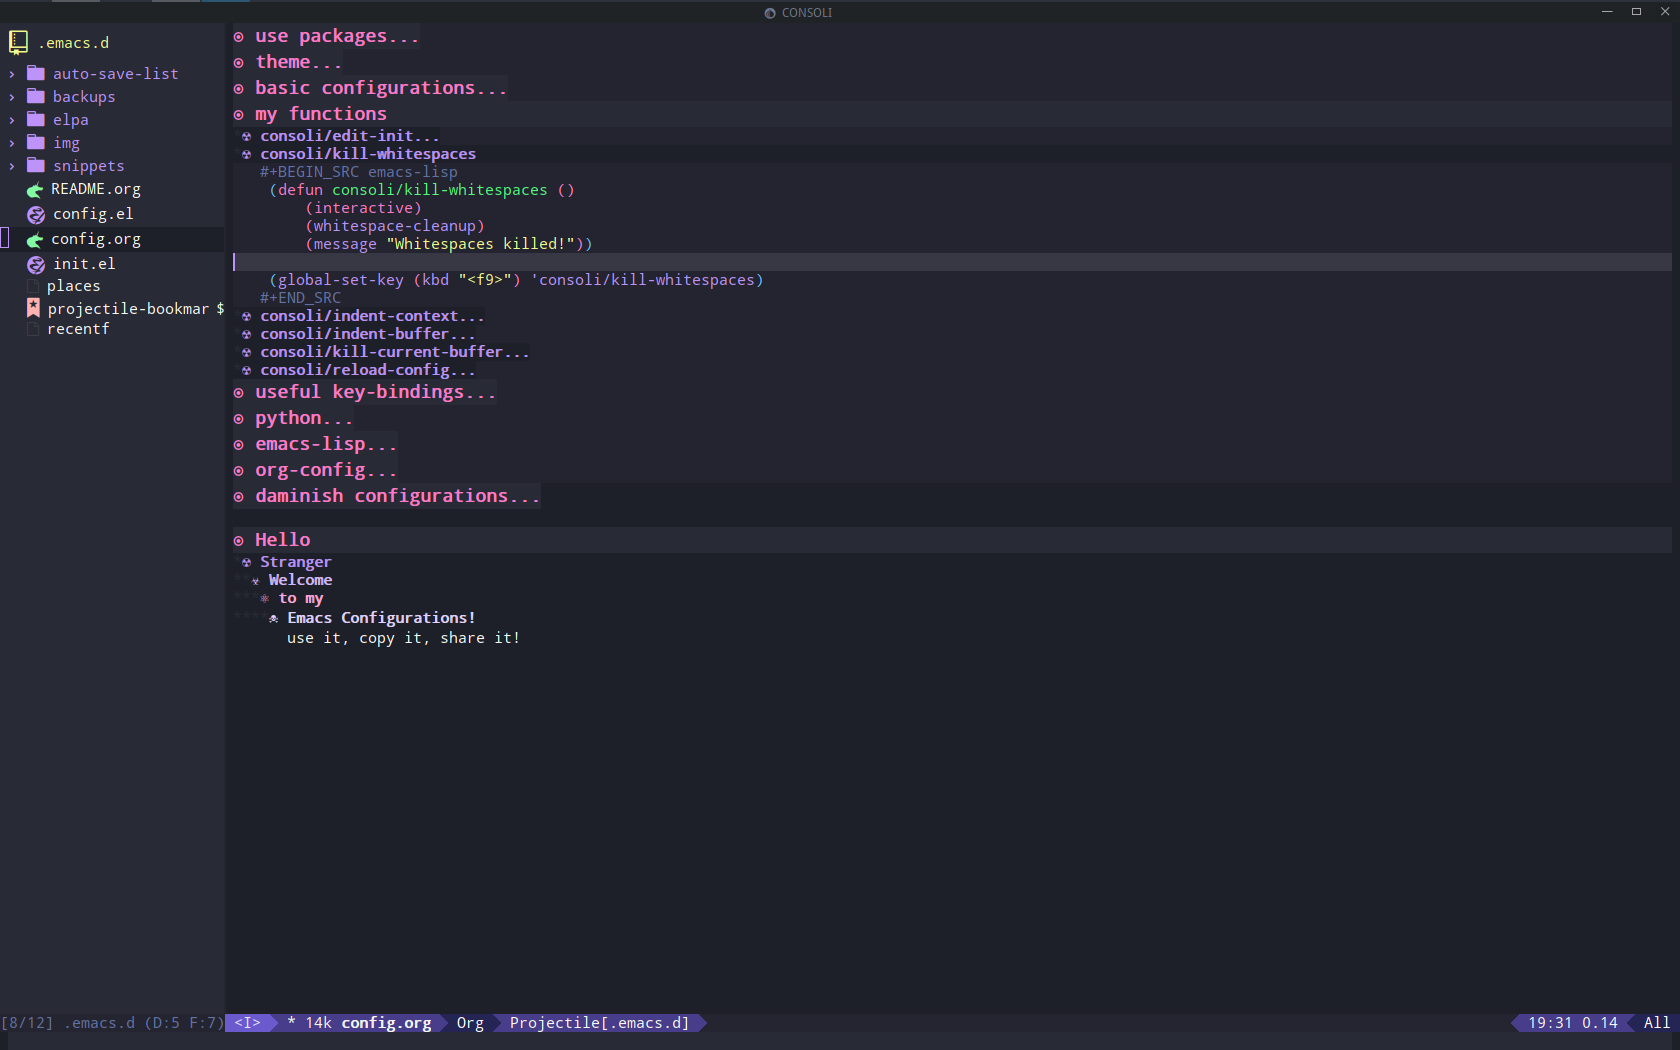 CONSOLI
.emacs.d
auto-save-list
backups
elpa
img
snippets
README.org
config.el
config.org
init.el
places
projectile-bookmar $
recentf
use packages...
theme...
basic configurations...
my functions
consoli/edit-init...
consoli/kill-whitespaces
#+BEGIN_SRC emacs-lisp
(defun consoli/kill-whitespaces ()
(interactive)
(whitespace-cleanup)
(message "Whitespaces killed!"))
(global-set-key (kbd "<f9>") 'consoli/kill-whitespaces)
#+END_SRC
consoli/indent-context...
consoli/indent-buffer...
consoli/kill-current-buffer...
consoli/reload-config...
useful key-bindings...
python...
emacs-lisp...
org-config...
daminish configurations...
Hello
Stranger
Welcome
to my
Emacs Configurations!
use it, copy it, share it!
[8/12] .emacs.d (D:5 F:7) <I> * 14k config.org Org Projectile[.emacs.d] 19:31 0.14 All